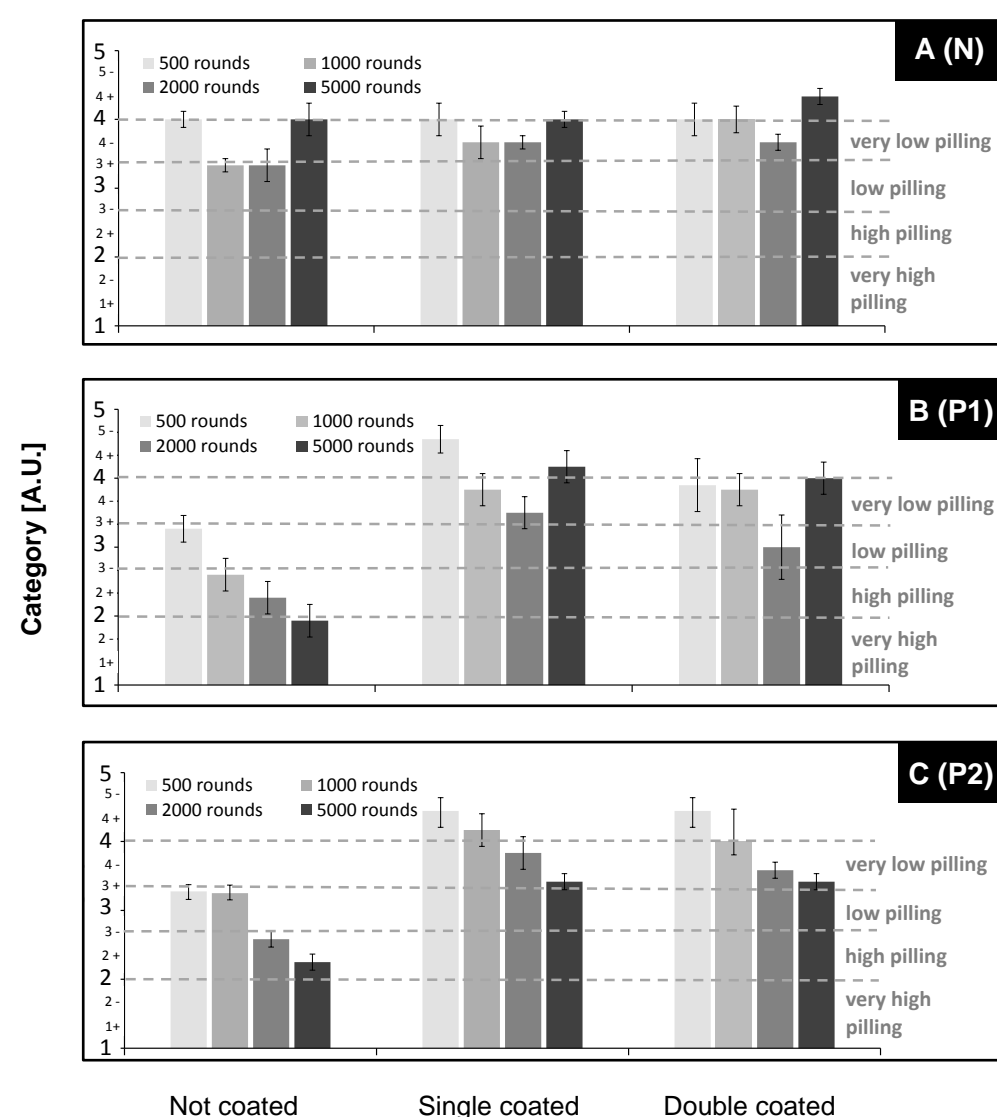 A (N)
500 rounds
1000 rounds
2000 rounds
5000 rounds
5
5 -
4 +
4
4 -
3 +
3
3 -
2 +
2
2 -
1+
1
very low pilling
low pilling
high pilling
very high
pilling
Category [A.U.]
B (P1)
500 rounds
1000 rounds
2000 rounds
5000 rounds
5
5 -
4 +
4
4 -
3 +
3
3 -
2 +
2
2 -
1+
1
very low pilling
low pilling
high pilling
very high
pilling
C (P2)
500 rounds
1000 rounds
2000 rounds
5000 rounds
5
5 -
4 +
4
4 -
3 +
3
3 -
2 +
2
2 -
1+
1
very low pilling
low pilling
high pilling
very high
pilling
Not coated
Single coated
Double coated